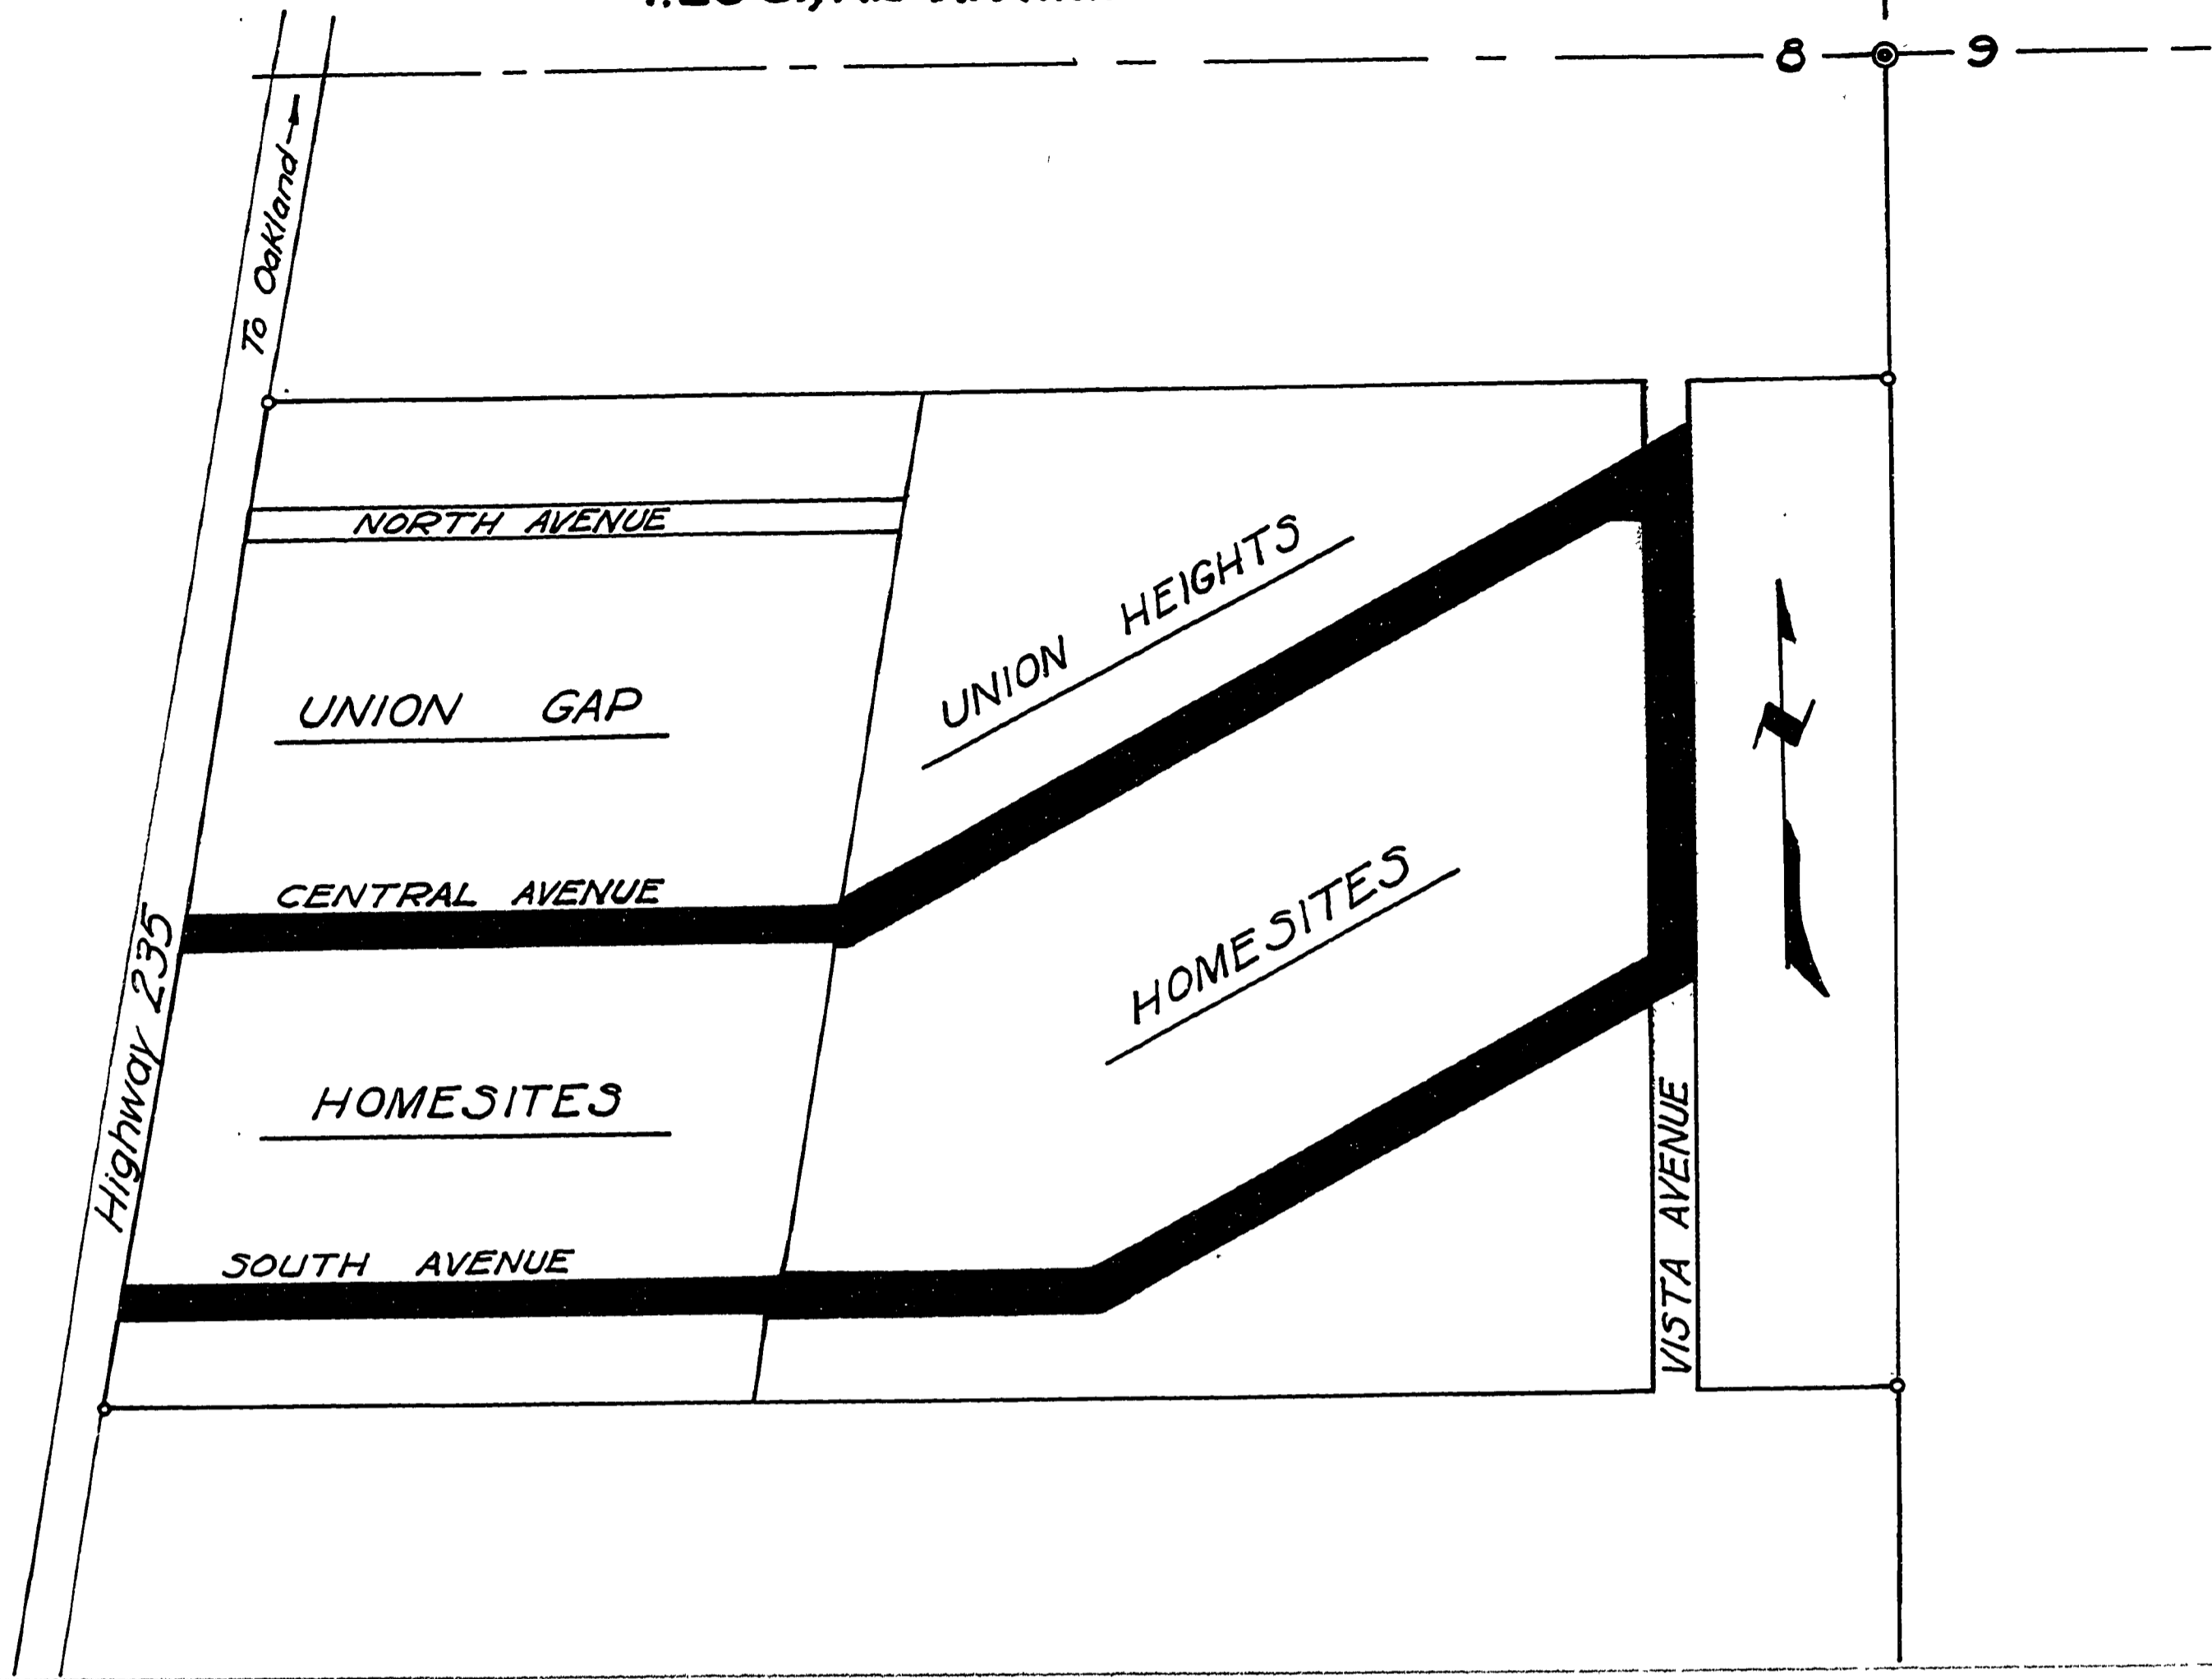 8 9
To Oakland
NORTH AVENUE
UNION HEIGHTS
UNION GAP
N
CENTRAL AVENUE
HOMESITES
Highway 235
HOMESITES
SOUTH AVENUE
VISTA AVENUE